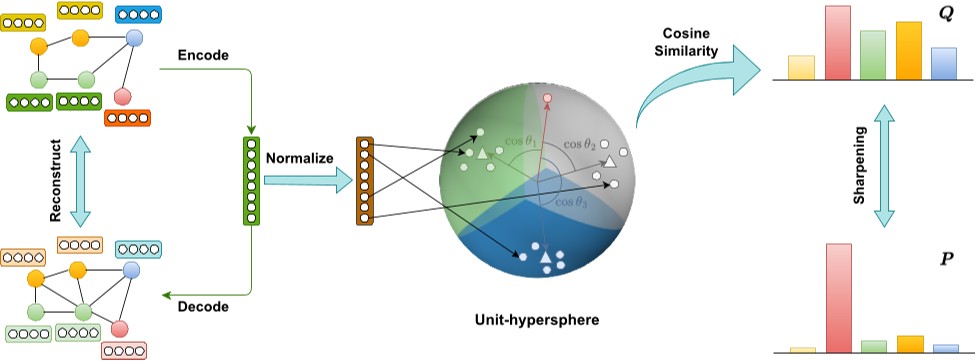 Encode
Reconstruct
Normalize
Decode
cos θ₁
cos θ₂
cos θ₃
Unit-hypersphere
Cosine
Similarity
Q
Sharpening
P